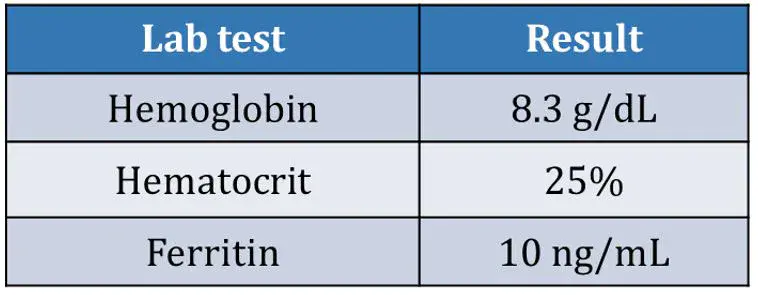 Lab test Result
Hemoglobin 8.3 g/dL
Hematocrit 25%
Ferritin 10 ng/mL